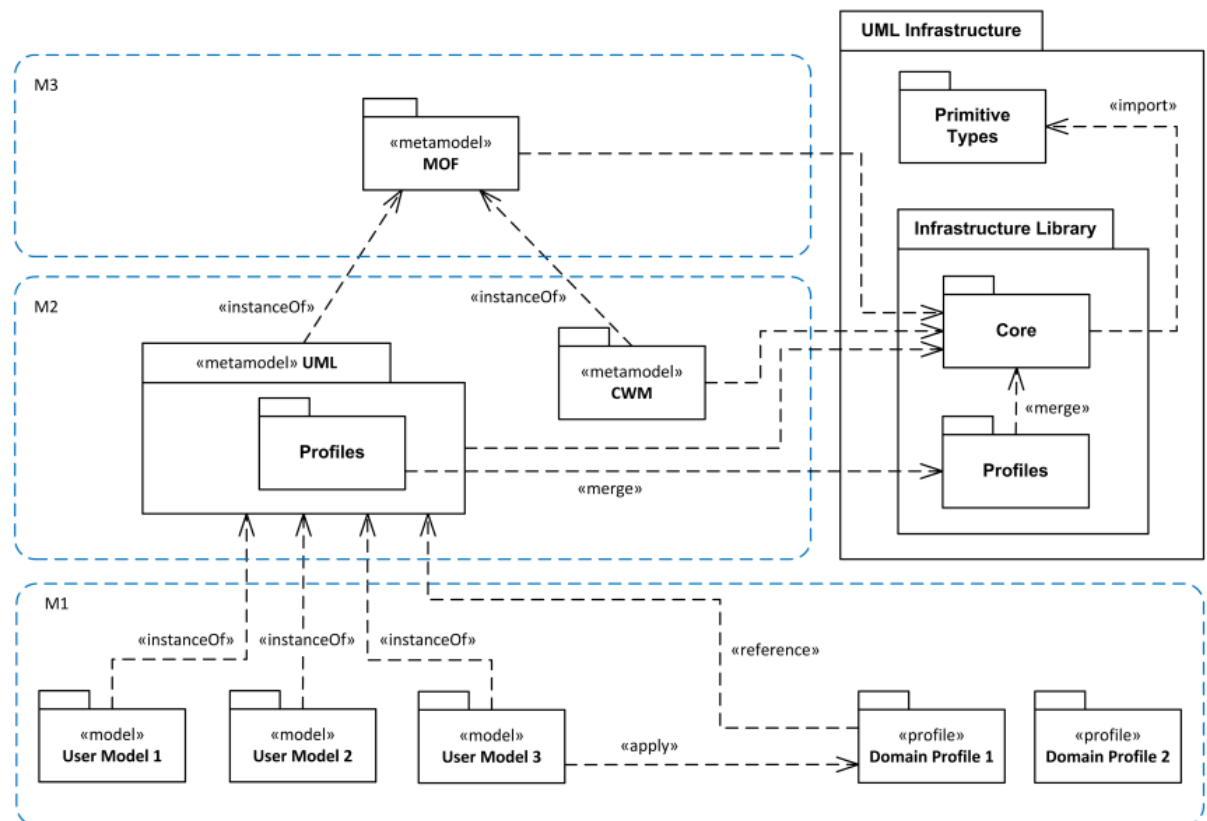 UML Infrastructure
M3
Primitive
Types
«import»
«metamodel»
MOF
Infrastructure Library
M2
«instanceOf»
«instanceOf»
Core
«metamodel» UML
«metamodel»
CWM
«merge»
Profiles
Profiles
«merge»
M1
«instanceOf»
«instanceOf»
«instanceOf»
«reference»
«model»
User Model 1
«model»
User Model 2
«model»
User Model 3
«apply»
«profile»
Domain Profile 1
«profile»
Domain Profile 2